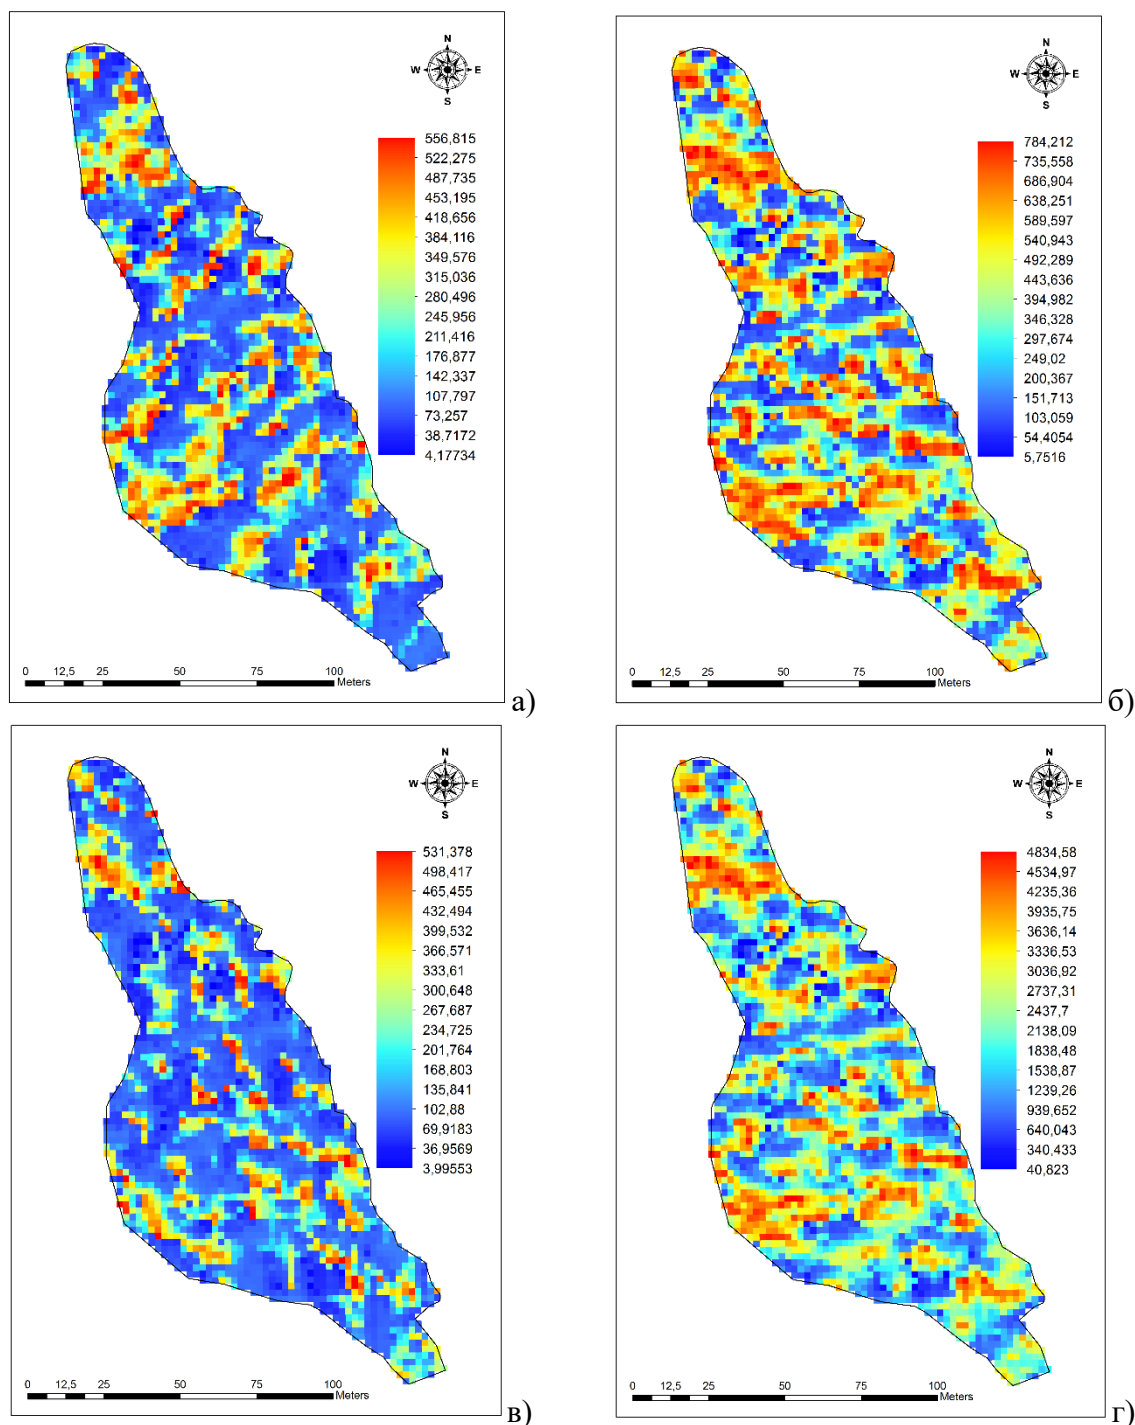 N
W E
S
556,815
522,275
487,735
453,195
418,656
384,116
349,576
315,036
280,496
245,956
211,416
176,877
142,337
107,797
73,257
38,7172
4,17734
0 12,5 25 50 75 100
Meters
а)
N
W E
S
784,212
735,558
686,904
638,251
589,597
540,943
492,289
443,636
394,982
346,328
297,674
249,02
200,367
151,713
103,059
54,4054
5,7516
0 12,5 25 50 75 100
Meters
б)
N
W E
S
531,378
498,417
465,455
432,494
399,532
366,571
333,61
300,648
267,687
234,725
201,764
168,803
135,841
102,88
69,9183
36,9569
3,99553
0 12,5 25 50 75 100
Meters
в)
N
W E
S
4834,58
4534,97
4235,36
3935,75
3636,14
3336,53
3036,92
2737,31
2437,7
2138,09
1838,48
1538,87
1239,26
939,652
640,043
340,433
40,823
0 12,5 25 50 75 100
Meters
г)